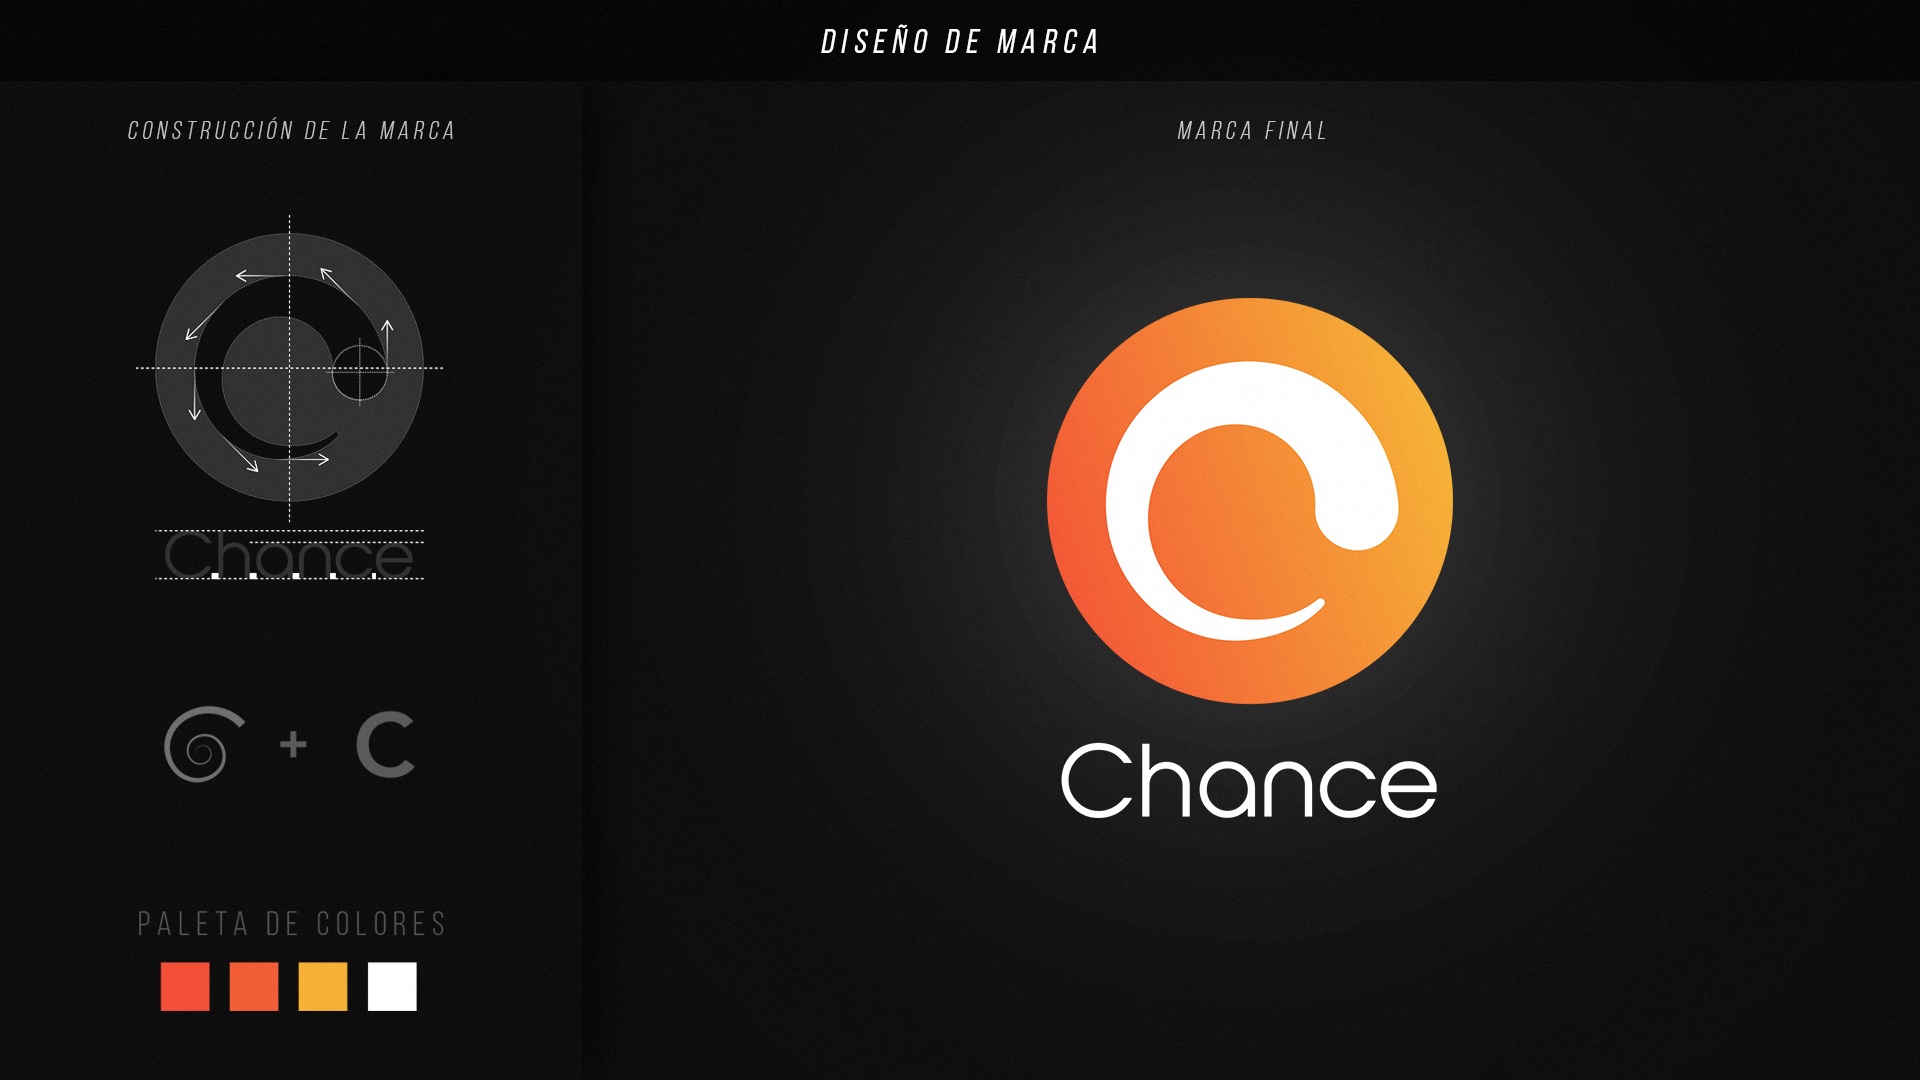 DISEÑO DE MARCA
CONSTRUCCIÓN DE LA MARCA
Chance
+ C
PALETA DE COLORES
MARCA FINAL
Chance